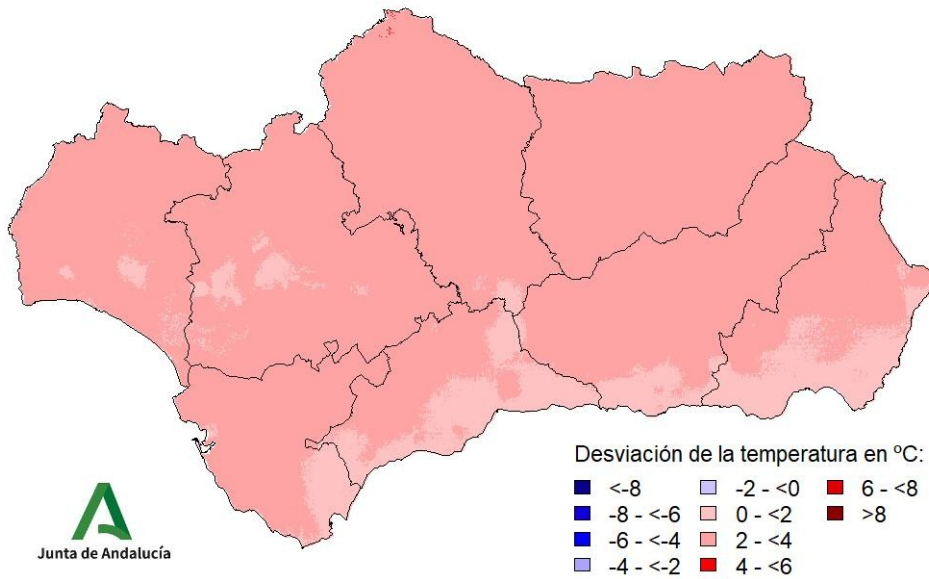 Desviación de la temperatura en ºC:
<-8
-8 - <-6
-6 - <-4
-4 - <-2
-2 - <0
0 - <2
2 - <4
4 - <6
6 - <8
>8
Junta de Andalucía